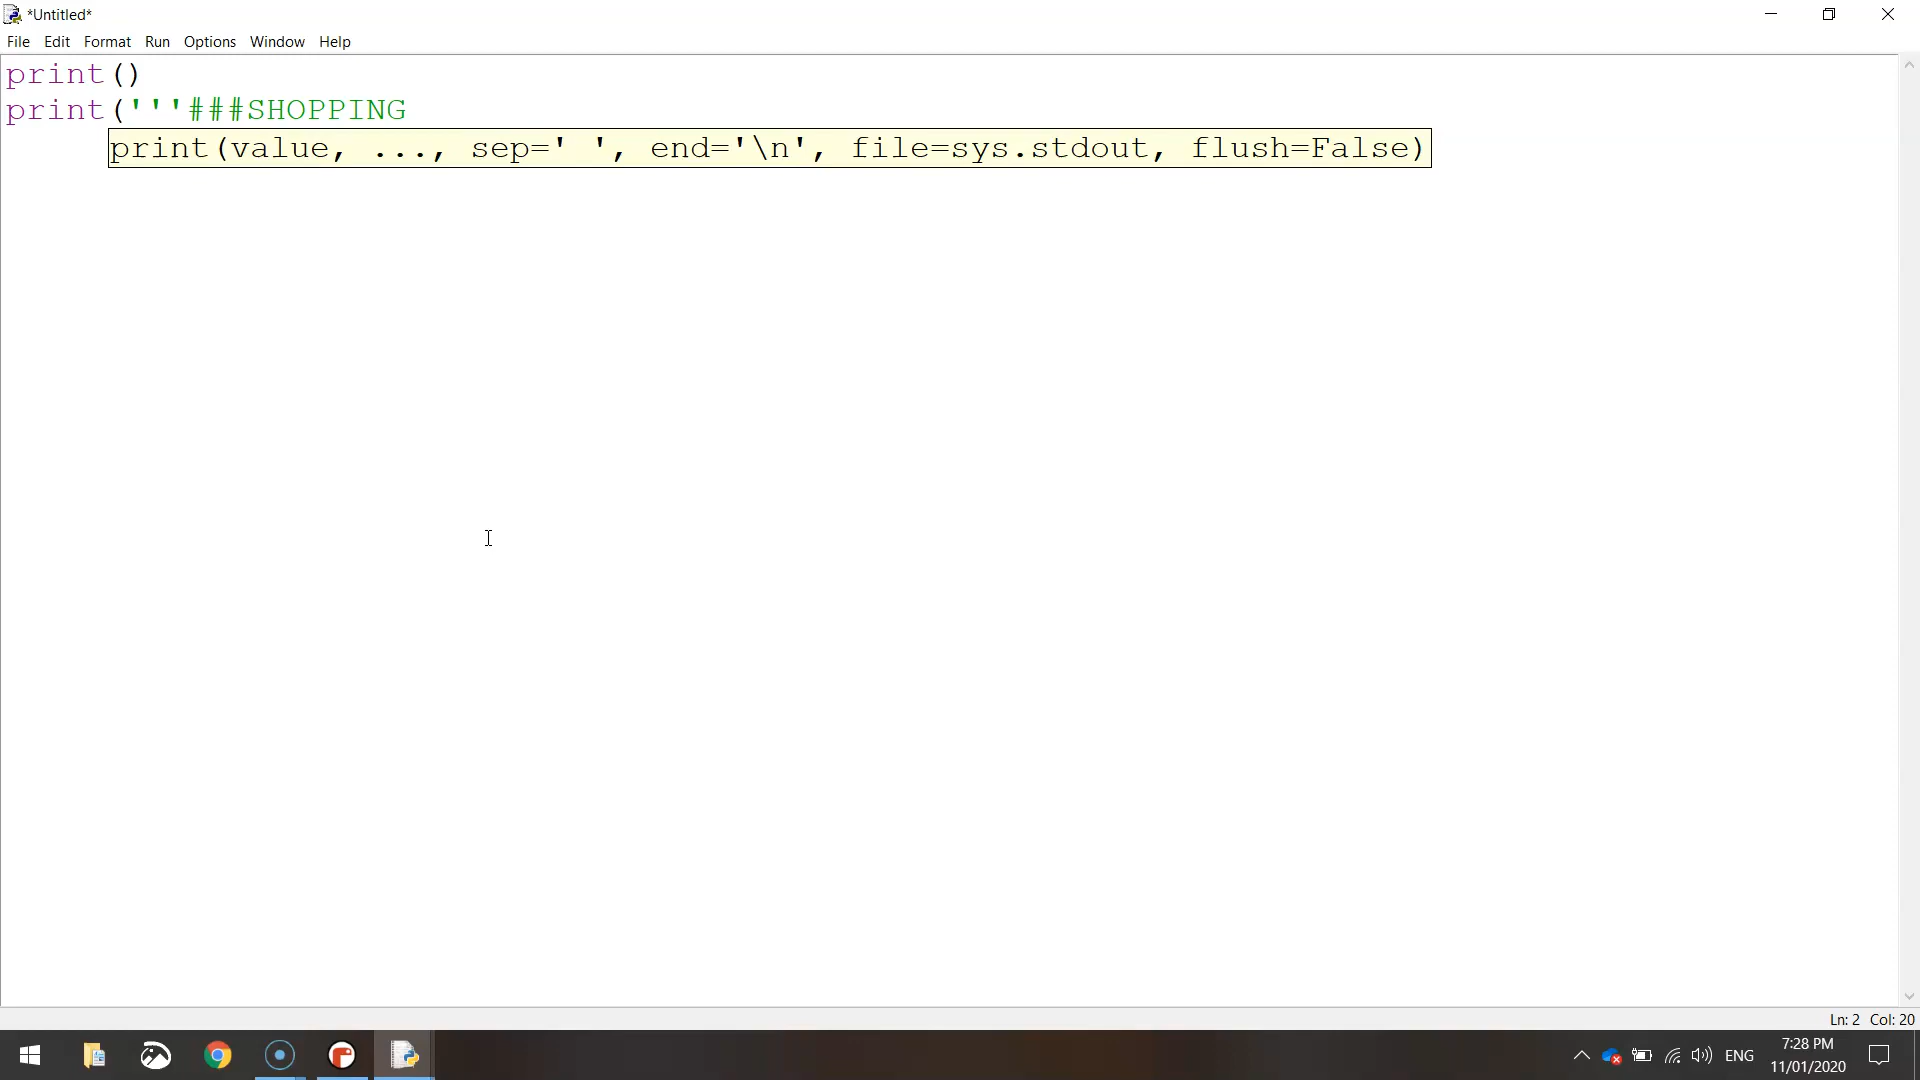 *Untitled*
File Edit Format Run Options Window Help
print()
print('''###SHOPPING
print(value, ..., sep=' ', end='\n', file=sys.stdout, flush=False)
Ln: 2 Col: 20
ENG
7:28 PM
11/01/2020